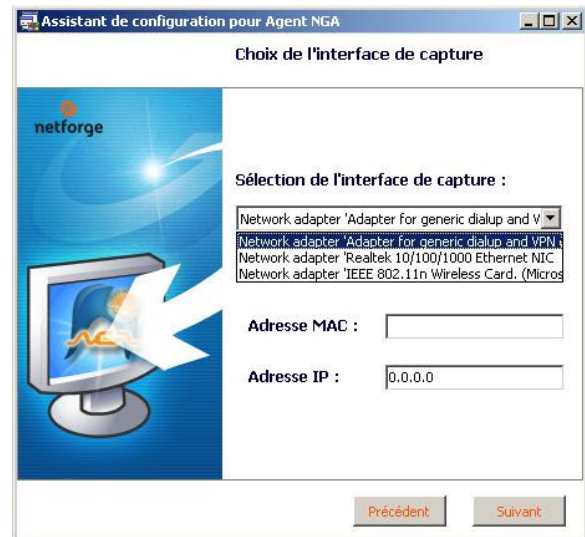 Assistant de configuration pour Agent NGA
Choix de l'interface de capture
netforge
Sélection de l'interface de capture :
Network adapter 'Adapter for generic dialup and V
Network adapter 'Adapter for generic dialup and VPN
Network adapter 'Realtek 10/100/1000 Ethernet NIC
Network adapter 'IEEE 802.11n Wireless Card. (Micros
NGA
Adresse MAC :
Adresse IP :
0.0.0.0
Précédent
Suivant